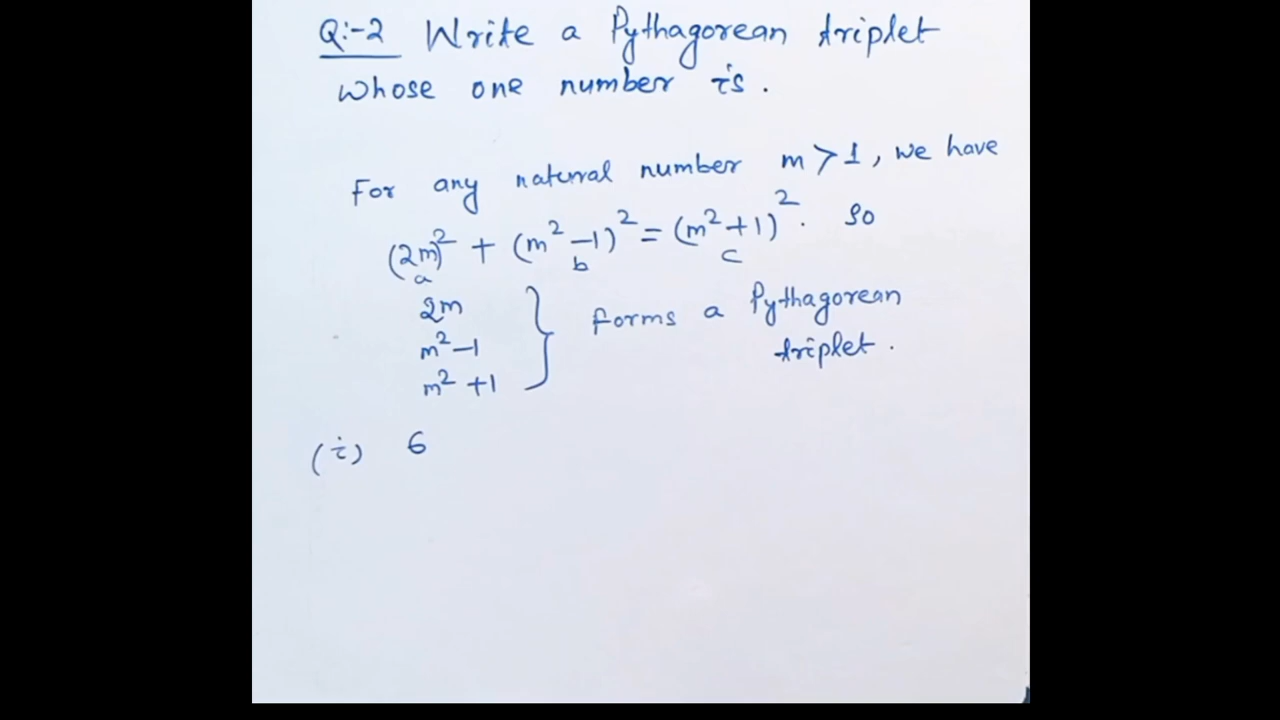 Q:-2 Write a Pythagorean triplet
whose one number is.
For any natural number m > 1, we have
(2m)² + (m² -1)² = (m² +1)². So
a b c
2m
m² -1
m² +1
} forms a Pythagorean
triplet.
(i) 6